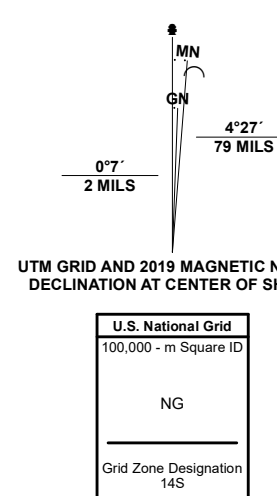 MN
GN
4°27´
79 MILS
0°7´
2 MILS
UTM GRID AND 2019 MAGNETIC
DECLINATION AT CENTER OF
U.S. National Grid
100,000 - m Square ID
NG
Grid Zone Designation
14S